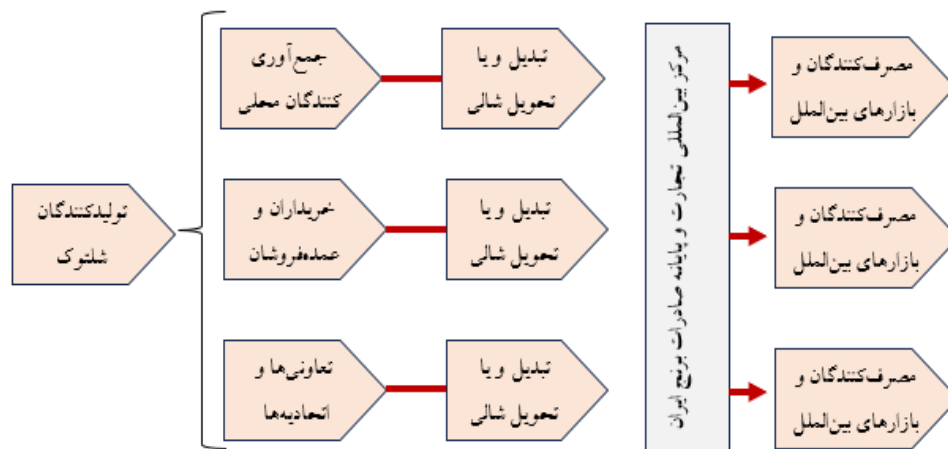 تولیدکنندگان
شلتوک
جمع‌آوری
کنندگان محلی
تبدیل و یا
تحویل شالی
خریداران و
عمده‌فروشان
تبدیل و یا
تحویل شالی
تعاونی‌ها و
اتحادیه‌ها
تبدیل و یا
تحویل شالی
مرکز بین‌المللی تجارت و پایانه صادرات برنج ایران
مصرف‌کنندگان و
بازارهای بین‌الملل
مصرف‌کنندگان و
بازارهای بین‌الملل
مصرف‌کنندگان و
بازارهای بین‌الملل